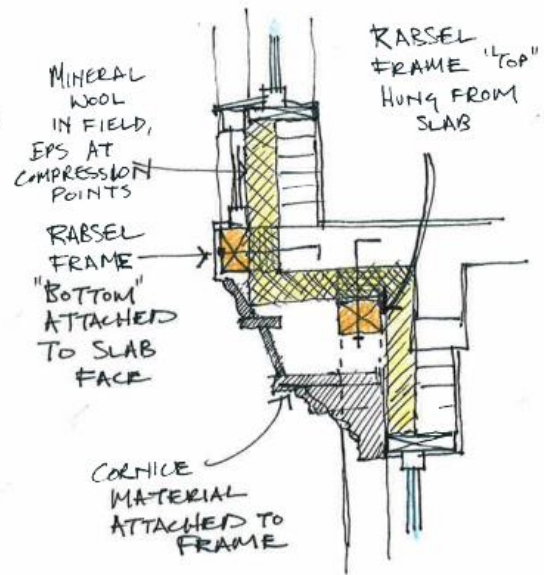 MINERAL
WOOL
IN FIELD,
EPS AT
COMPRESSION
POINTS
RABSEL
FRAME
"BOTTOM"
ATTACHED
TO SLAB
FACE
CORNICE
MATERIAL
ATTACHED TO
FRAME
RABSEL
FRAME "TOP"
HUNG FROM
SLAB